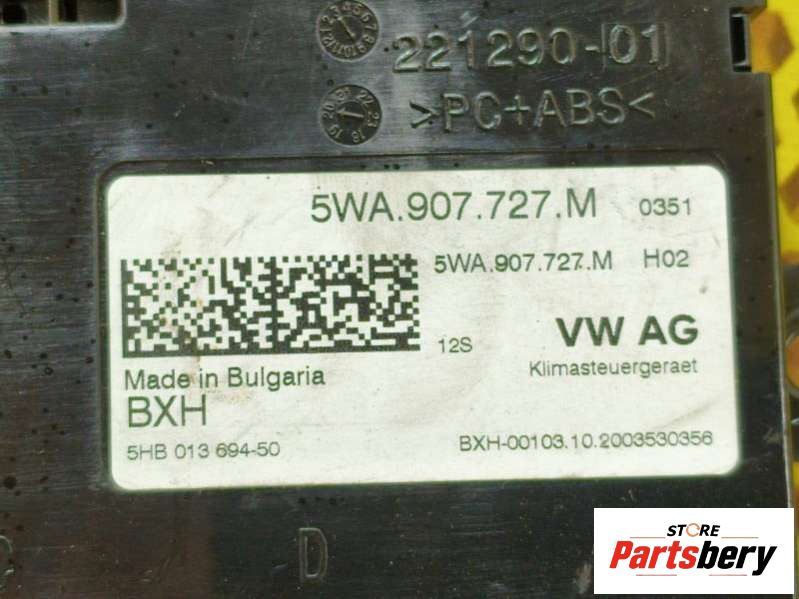 221290-01
>PC+ABS<
5WA.907.727.M 0351
5WA.907.727.M H02
12S VW AG
Made in Bulgaria Klimasteuergeraet
BXH
5HB 013 694-50 BXH-00103.10.2003530356
D
STORE
Partsbery